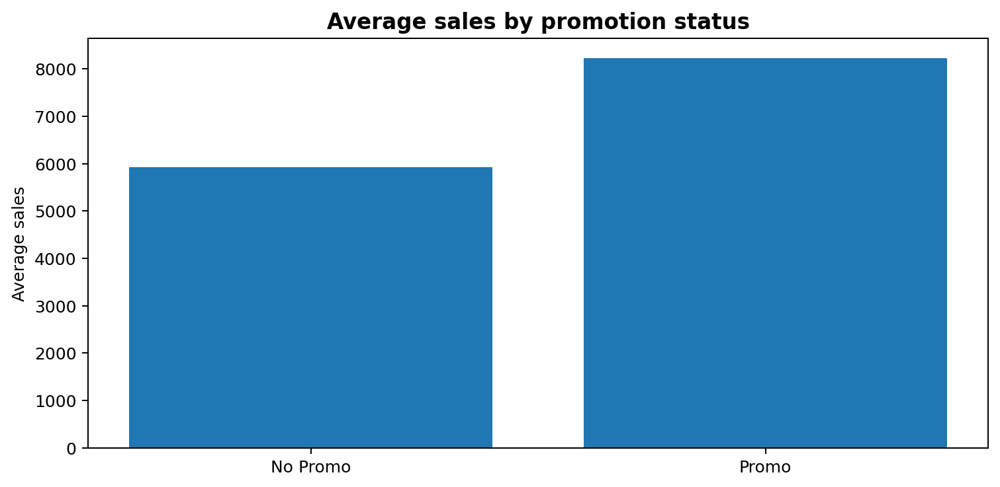 Average sales by promotion status
8000
7000
6000
5000
4000
3000
2000
1000
0
Average sales
No Promo
Promo